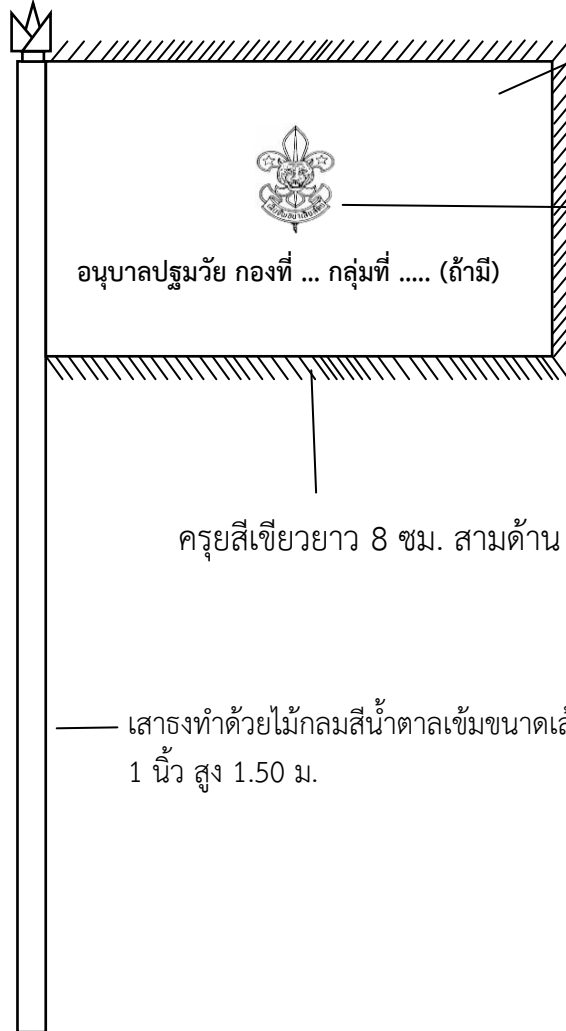 อนุบาลปฐมวัย กองที่ ... กลุ่มที่ ..... (ถ้ามี)
ครุยสีเขียวยาว 8 ซม. สามด้าน
เสาธงทำด้วยไม้กลมสีน้ำตาลเข้มขนาด
1 นิ้ว สูง 1.50 ม.